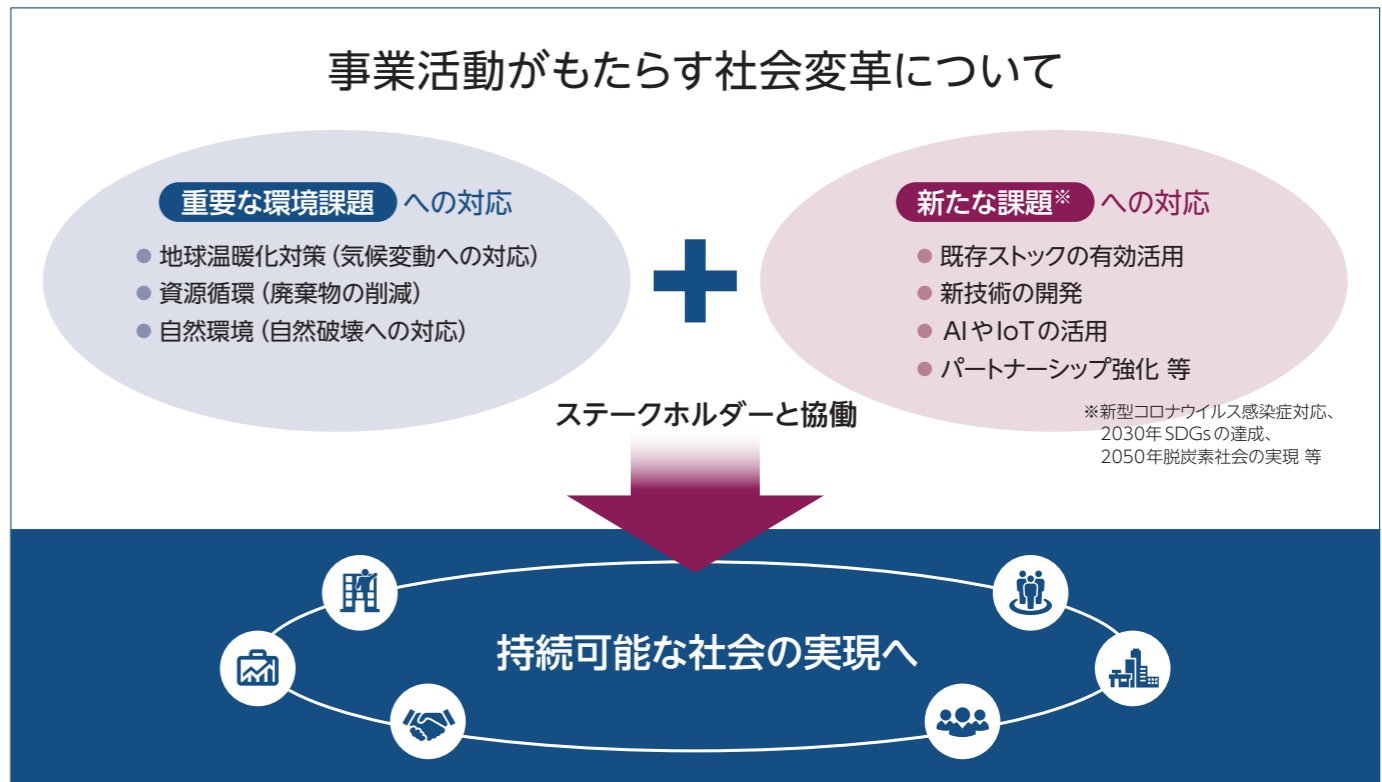 事業活動がもたらす社会変革について
重要な環境課題 への対応
● 地球温暖化対策 (気候変動への対応)
● 資源循環 (廃棄物の削減)
● 自然環境 (自然破壊への対応)
新たな課題※ への対応
● 既存ストックの有効活用
● 新技術の開発
● AIやIoTの活用
● パートナーシップ強化 等
※新型コロナウイルス感染症対応、
2030年SDGsの達成、
2050年脱炭素社会の実現 等
ステークホルダーと協働
持続可能な社会の実現へ